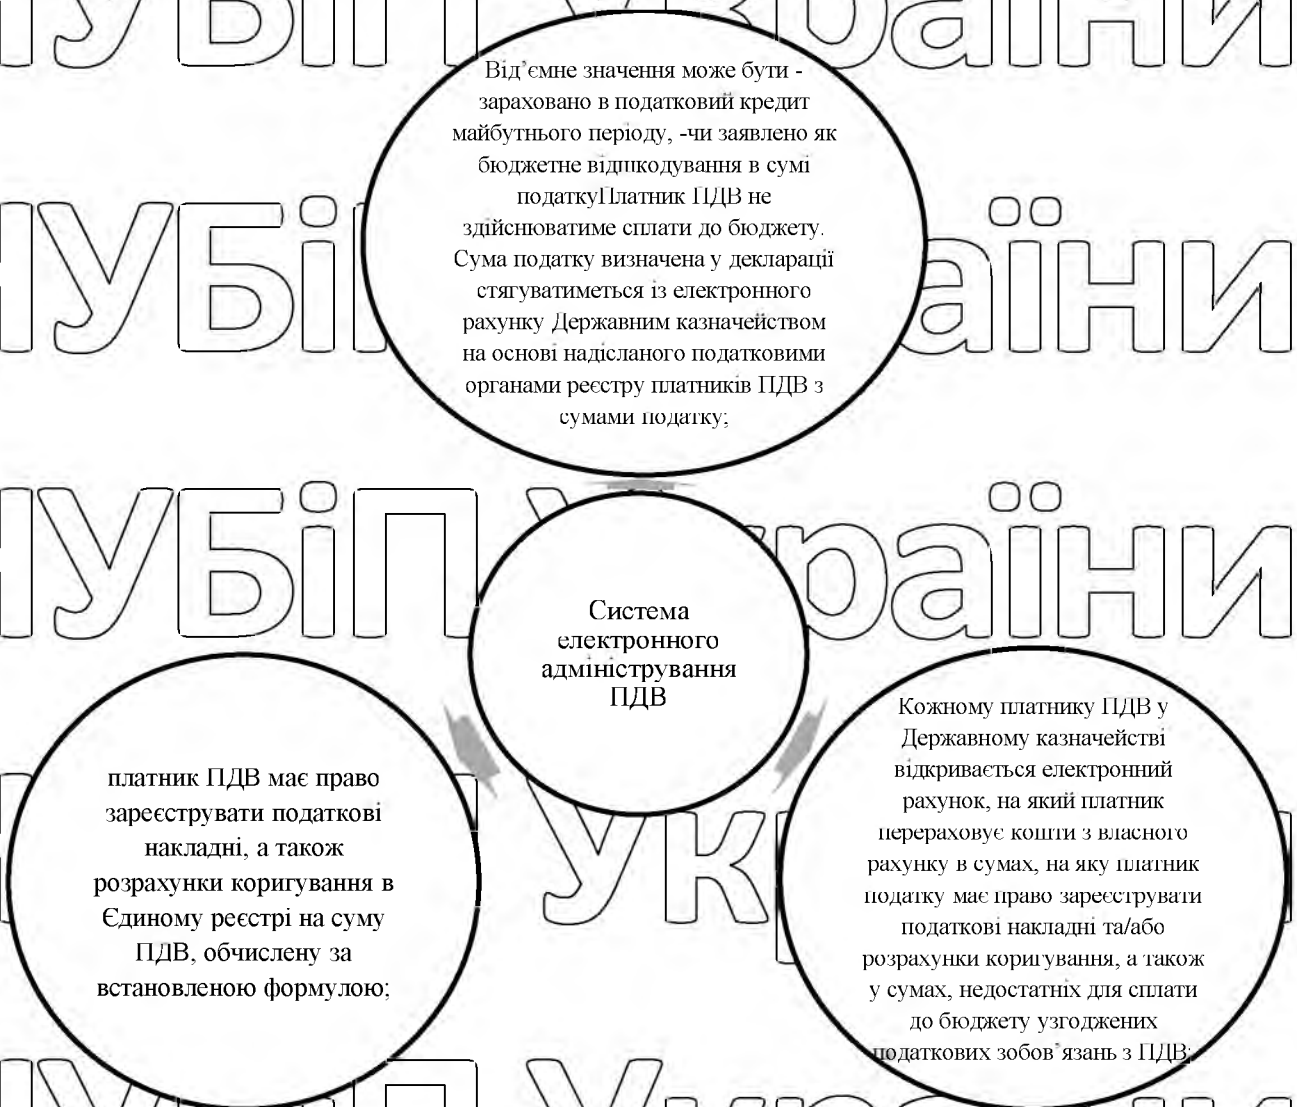 НУБіП України
Від’ємне значення може бути -
зараховано в податковий кредит
майбутнього періоду, -чи заявлено як
бюджетне відшкодування в сумі
податкуПлатник ПДВ не
здійснюватиме сплати до бюджету.
Сума податку визначена у декларації
стягуватиметься із електронного
рахунку Державним казначейством
на основі надісланого податковими
органами реєстру платників ПДВ з
сумами податку;
НУБіП України
НУБіП України
Система
електронного
адміністрування
ПДВ
платник ПДВ має право
зареєструвати податкові
накладні, а також
розрахунки коригування в
Єдиному реєстрі на суму
ПДВ, обчислену за
встановленою формулою;
Кожному платнику ПДВ у
Державному казначействі
відкривається електронний
рахунок, на який платник
перераховує кошти з власного
рахунку в сумах, на яку платник
податку має право зареєструвати
податкові накладні та/або
розрахунки коригування, а також
у сумах, недостатніх для сплати
до бюджету узгоджених
податкових зобов’язань з ПДВ;
НУБіП України